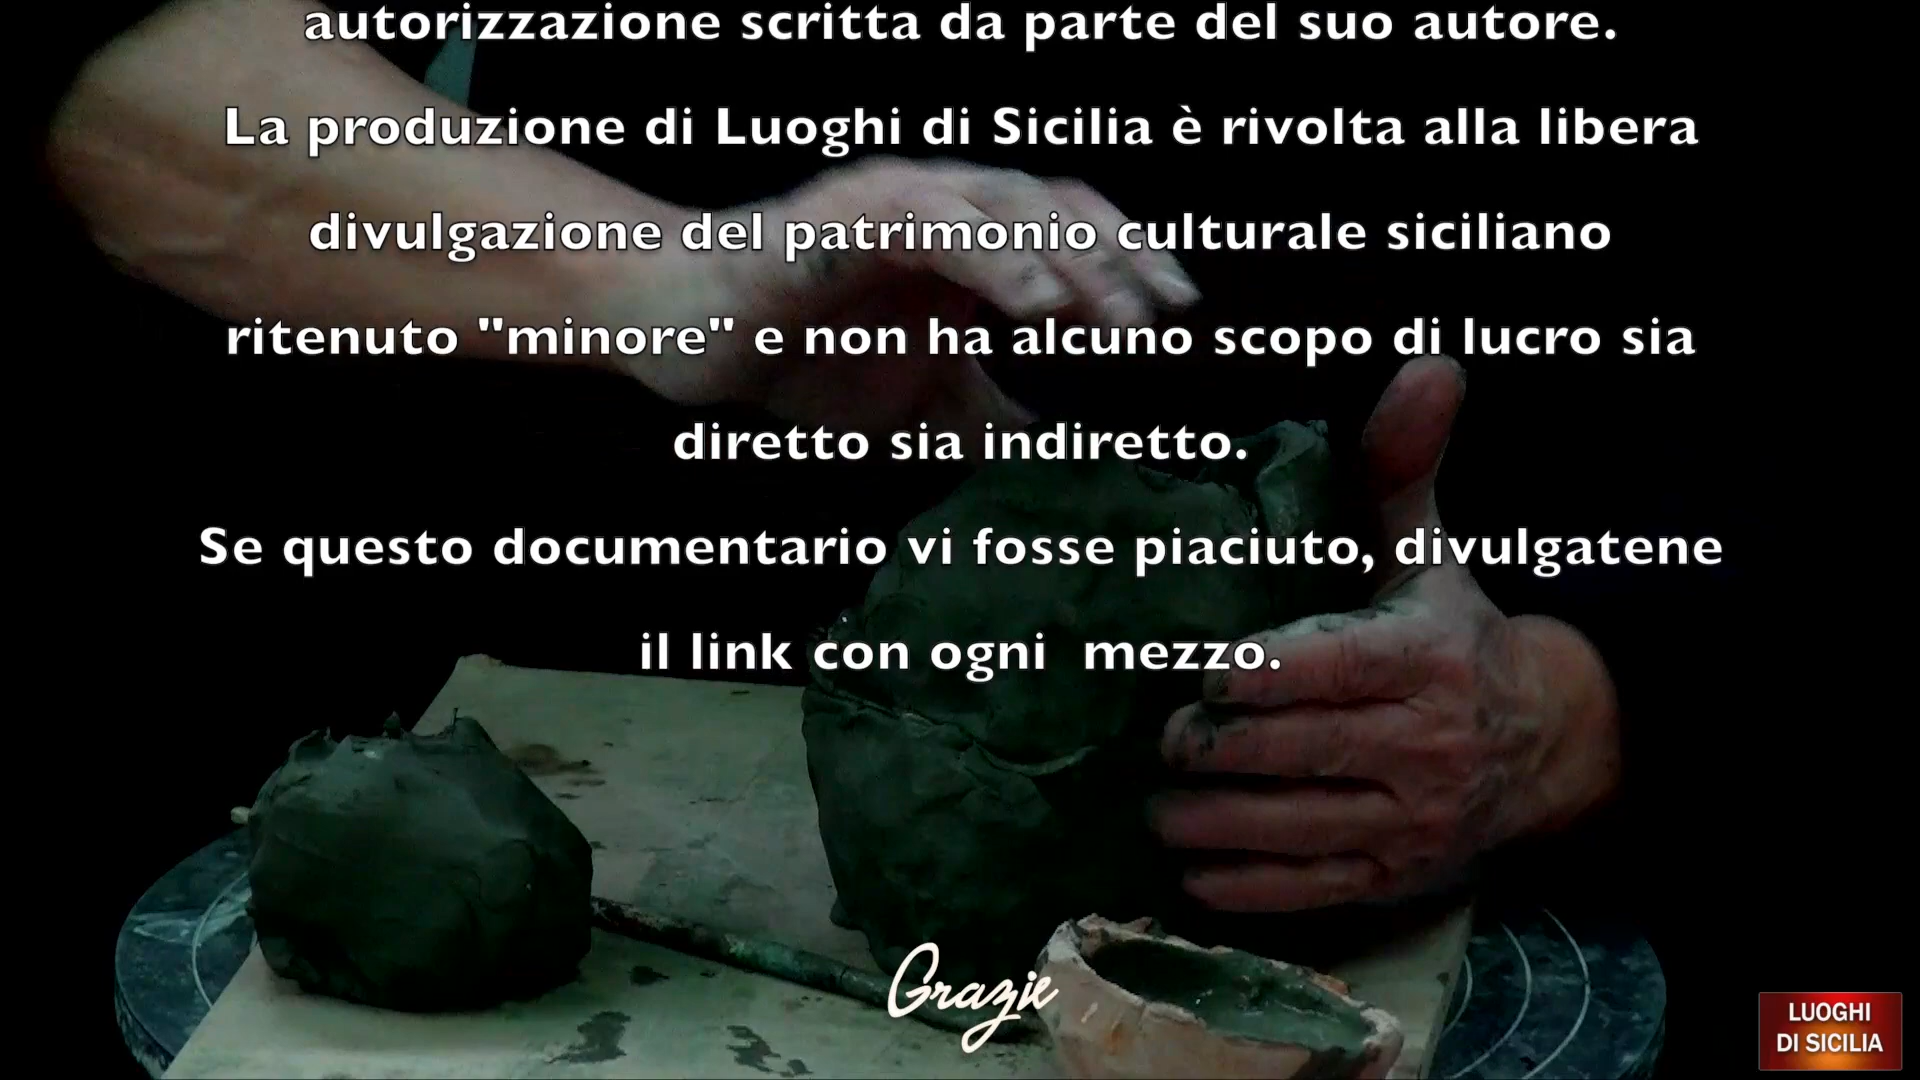 autorizzazione scritta da parte del suo autore.
La produzione di Luoghi di Sicilia è rivolta alla libera
divulgazione del patrimonio culturale siciliano
ritenuto "minore" e non ha alcuno scopo di lucro sia
diretto sia indiretto.
Se questo documentario vi fosse piaciuto, divulgatene
il link con ogni  mezzo.
Grazie
LUOGHI
DI SICILIA